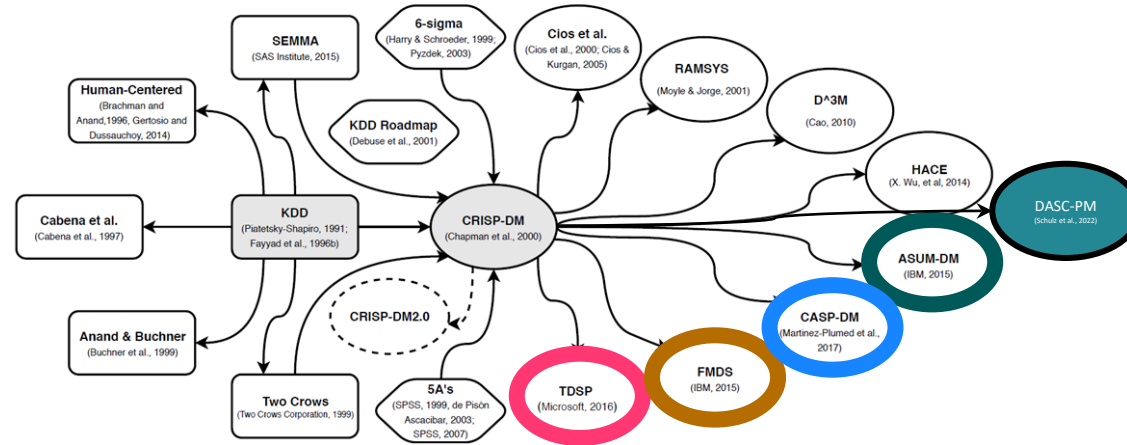 6-sigma
(Harry & Schroeder, 1999;
Pyzdek, 2003)
Cios et al.
(Cios et al., 2000; Cios &
Kurgan, 2005)
SEMMA
(SAS Institute, 2015)
RAMSYS
(Moyle & Jorge, 2001)
Human-Centered
(Brachman and
Anand,1996, Gertosio and
Dussauchoy, 2014)
D^3M
(Cao, 2010)
KDD Roadmap
(Debuse et al., 2001)
HACE
(X. Wu, et al, 2014)
DASC-PM
(Schulz et al., 2022)
Cabena et al.
(Cabena et al., 1997)
KDD
(Piatetsky-Shapiro, 1991;
Fayyad et al., 1996b)
CRISP-DM
(Chapman et al., 2000)
ASUM-DM
(IBM, 2015)
CRISP-DM2.0
CASP-DM
(Martinez-Plumed et al.,
2017)
Anand & Buchner
(Buchner et al., 1999)
FMDS
(IBM, 2015)
Two Crows
(Two Crows Corporation, 1999)
5A's
(SPSS, 1999, de Pisòn
Ascacibar, 2003;
SPSS, 2007)
TDSP
(Microsoft, 2016)